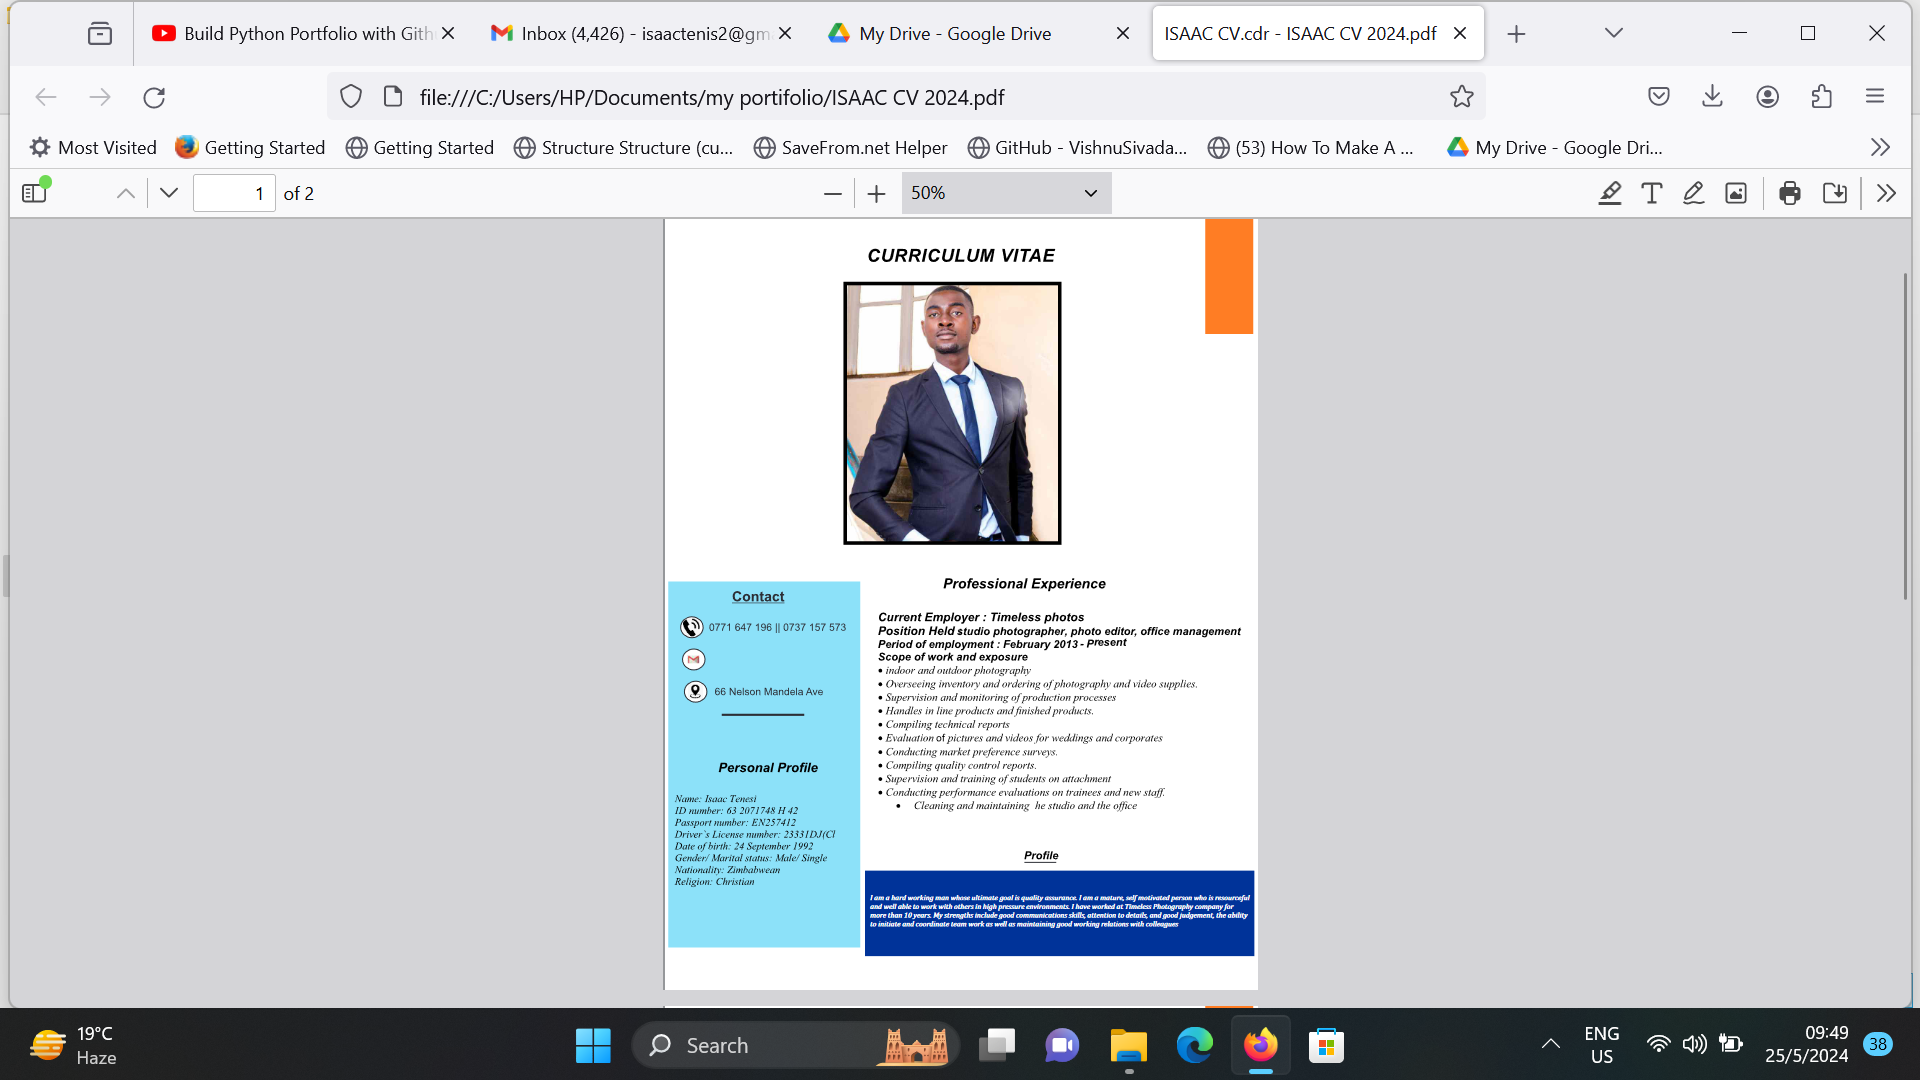 Build Python Portfolio with Gith
Inbox (4,426) - isaactenis2@gma
My Drive - Google Drive
ISAAC CV.cdr - ISAAC CV 2024.pdf
file:///C:/Users/HP/Documents/my portifolio/ISAAC CV 2024.pdf
Most Visited
Getting Started
Getting Started
Structure Structure (cu...
SaveFrom.net Helper
GitHub - VishnuSivada...
(53) How To Make A ...
My Drive - Google Dri...
1 of 2
50%
CURRICULUM VITAE
Contact
0771 647 196 || 0737 157 573
66 Nelson Mandela Ave
Personal Profile
Name: Isaac Tenesi
ID number: 63 2071748 H 42
Passport number: EN257412
Driver`s License number: 23331DJ(Cl
Date of birth: 24 September 1992
Gender/ Marital status: Male/ Single
Nationality: Zimbabwean
Religion: Christian
Professional Experience
Current Employer : Timeless photos
Position Held studio photographer, photo editor, office management
Period of employment : February 2013 - Present
Scope of work and exposure
• indoor and outdoor photography
• Overseeing inventory and ordering of photography and video supplies.
• Supervision and monitoring of production processes
• Handles in line products and finished products.
• Compiling technical reports
• Evaluation of pictures and videos for weddings and corporates
• Conducting market preference surveys.
• Compiling quality control reports.
• Supervision and training of students on attachment
• Conducting performance evaluations on trainees and new staff.
• Cleaning and maintaining he studio and the office
Profile
I am a hard working man whose ultimate goal is quality assurance. I am a mature, self motivated person who is resourceful
and well able to work with others in high pressure environments. I have worked at Timeless Photography company for
more than 10 years. My strengths include good communications skills, attention to details, and good judgement, the ability
to initiate and coordinate team work as well as maintaining good working relations with colleagues
19°C
Haze
Search
ENG
US
09:49
25/5/2024
38